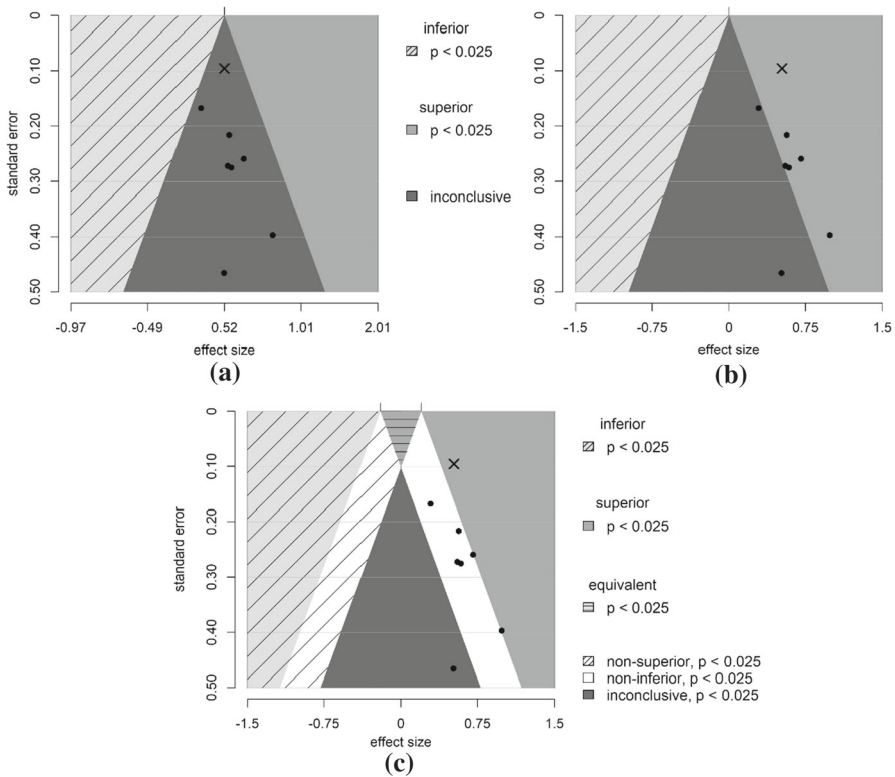 0
0.10
0.20
0.30
0.40
0.50
standard error
-0.97
-0.49
0.52
1.01
2.01
effect size
(a)
inferior
p < 0.025
superior
p < 0.025
inconclusive
0
0.10
0.20
0.30
0.40
0.50
-1.5
-0.75
0
0.75
1.5
effect size
(b)
0
0.10
0.20
0.30
0.40
0.50
standard error
-1.5
-0.75
0
0.75
1.5
effect size
(c)
inferior
p < 0.025
superior
p < 0.025
equivalent
p < 0.025
non-superior, p < 0.025
non-inferior, p < 0.025
inconclusive, p < 0.025